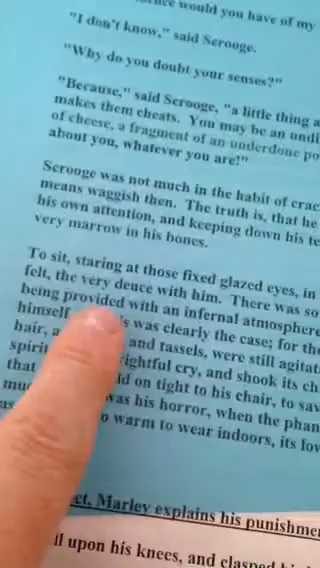 would you have of my
"I don't know," said Scrooge.
"Why do you doubt your senses?"
"Because," said Scrooge, "a little thing a
makes them cheats. You may be an undi
of cheese, a fragment of an underdone po
about you, whatever you are!"
Scrooge was not much in the habit of crac
means waggish then. The truth is, that he
his own attention, and keeping down his te
very marrow in his bones.
To sit, staring at those fixed glazed eyes, in
felt, the very deuce with him. There was so
being provided with an infernal atmosphere
himself was clearly the case; for the
hair, a and tassels, were still agitat
spirit rightful cry, and shook its ch
that ld on tight to his chair, to sav
mu was his horror, when the phan
o warm to wear indoors, its low
ct, Marley explains his punishme
ll upon his knees, and clasped hi